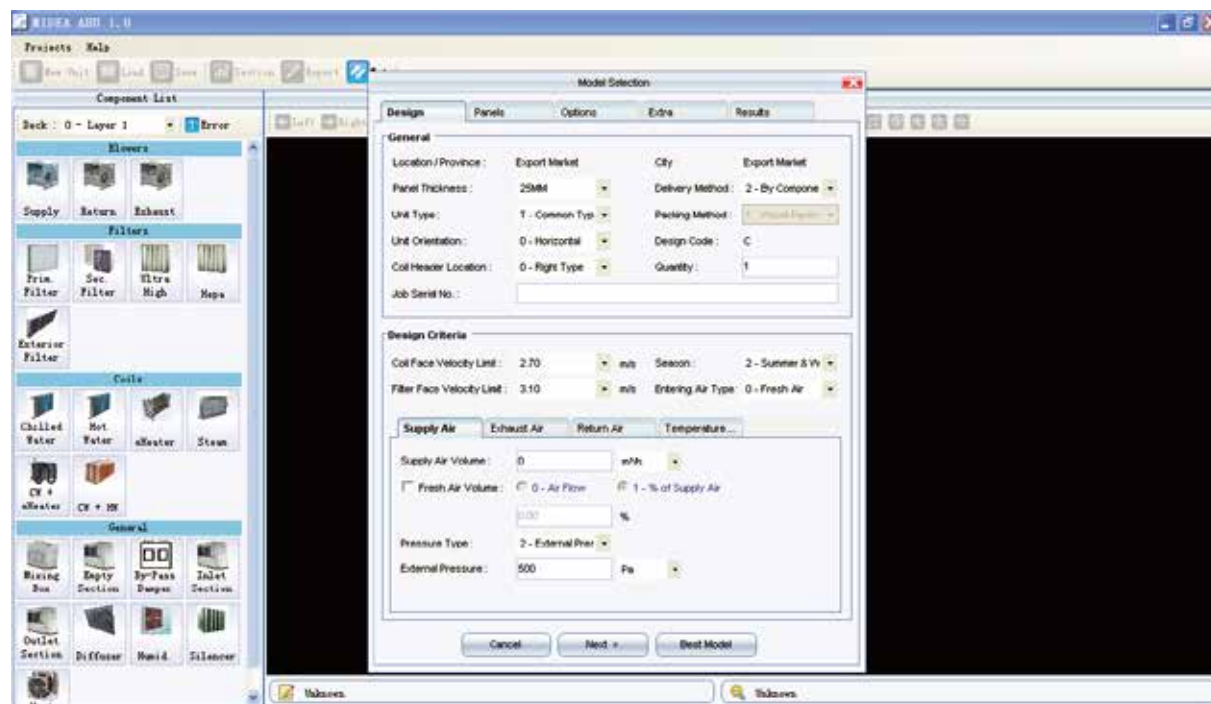 MIDEA AHU 1.0
Projects Help
New Unit Load Save Section Report
Component List
Deck : 0 - Layer 1 Error
Left Right
Blowers
Supply Return Exhaust
Filters
Prim. Filter Sec. Filter Ultra High Hepa
Exterior Filter
Coils
Chilled Water Hot Water eHeater Steam
CW + eHeater CW + HW
General
Mixing Box Empty Section By-Pass Damper Inlet Section
Outlet Section Diffuser Humid. Silencer
Model Selection
Design Panels Options Extra Results
General
Location / Province : Export Market City Export Market
Panel Thickness : 25MM Delivery Method : 2 - By Compone
Unit Type : T - Common Typ Packing Method :
Unit Orientation : 0 - Horizontal Design Code : C
Coil Header Location : 0 - Right Type Quantity : 1
Job Serial No. :
Design Criteria
Coil Face Velocity Limit : 2.70 m/s Season : 2 - Summer & W
Filter Face Velocity Limit : 3.10 m/s Entering Air Type 0 - Fresh Air
Supply Air Exhaust Air Return Air Temperature...
Supply Air Volume : 0 m³/h
Fresh Air Volume : 0 - Air Flow 1 - % of Supply Air
0.00 %
Pressure Type : 2 - External Pres
External Pressure : 500 Pa
Cancel Next + Best Model
Unknown Unknown